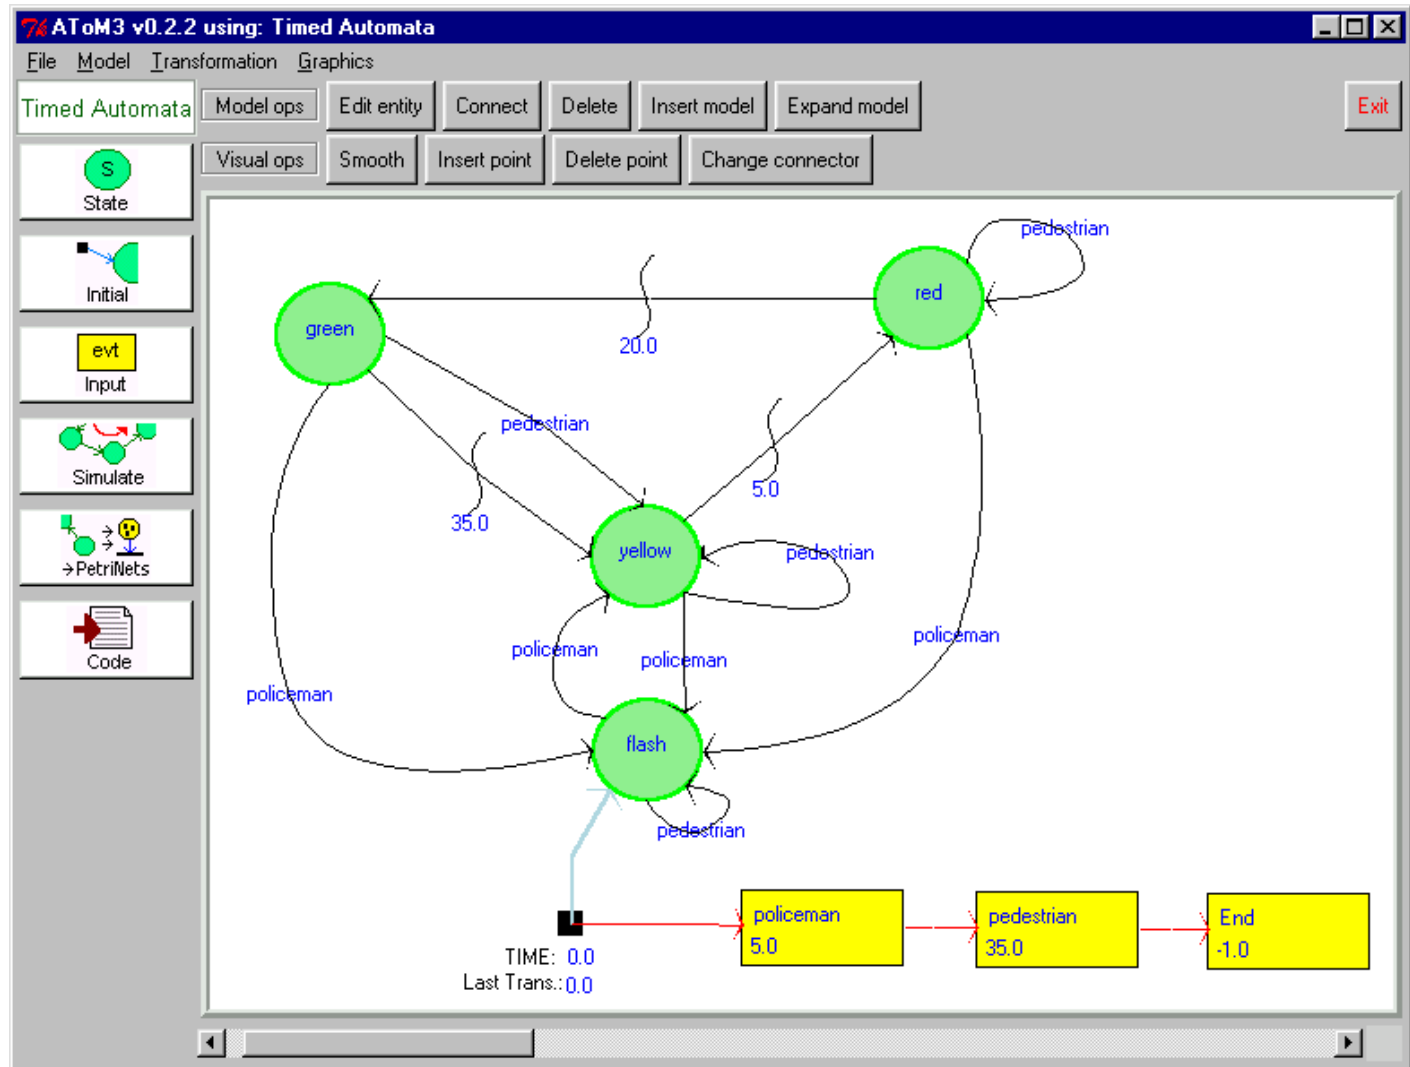 AToM3 v0.2.2 using: Timed Automata
File Model Transformation Graphics
Timed Automata
Model ops
Edit entity
Connect
Delete
Insert model
Expand model
Exit
Visual ops
Smooth
Insert point
Delete point
Change connector
S
State
Initial
evt
Input
Simulate
→PetriNets
Code
pedestrian
red
green
20.0
pedestrian
5.0
35.0
yellow
pedestrian
policeman
policeman
policeman
policeman
flash
pedestrian
policeman
5.0
pedestrian
35.0
End
-1.0
TIME: 0.0
Last Trans.: 0.0